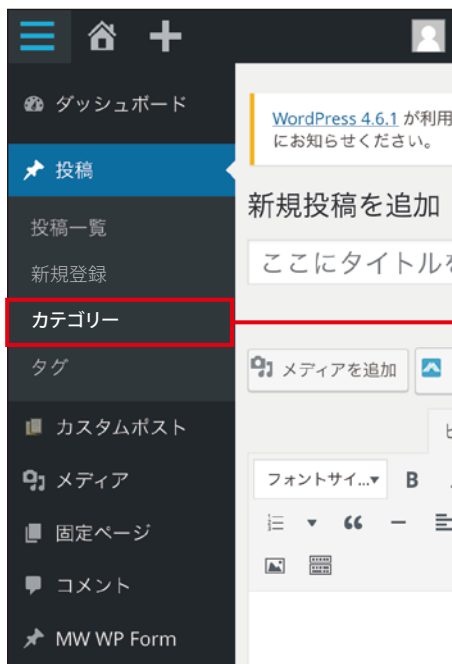 ダッシュボード
WordPress 4.6.1 が利用
にお知らせください。
投稿
新規投稿を追加
投稿一覧
ここにタイトル
新規登録
カテゴリー
タグ
メディアを追加
カスタムポスト
メディア
フォントサイ...
B
固定ページ
コメント
MW WP Form